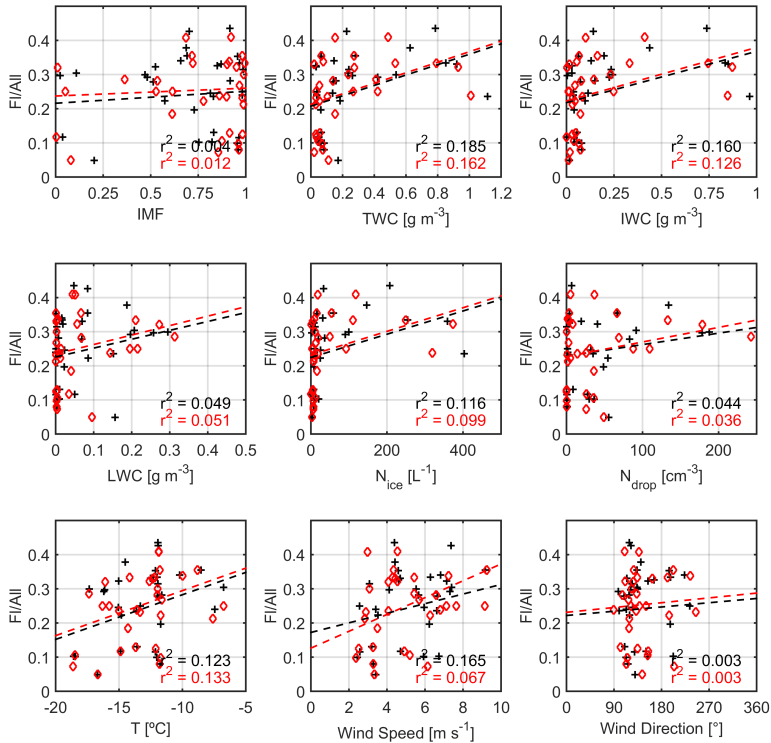 FI/All
0.4
0.3
0.2
0.1
0
0 0.25 0.5 0.75 1
IMF
r² = 0.004
r² = 0.012
FI/All
0.4
0.3
0.2
0.1
0
0 0.2 0.4 0.6 0.8 1 1.2
TWC [g m⁻³]
r² = 0.185
r² = 0.162
FI/All
0.4
0.3
0.2
0.1
0
0 0.25 0.5 0.75 1
IWC [g m⁻³]
r² = 0.160
r² = 0.126
FI/All
0.4
0.3
0.2
0.1
0
0 0.1 0.2 0.3 0.4 0.5
LWC [g m⁻³]
r² = 0.049
r² = 0.051
FI/All
0.4
0.3
0.2
0.1
0
0 200 400
N_ice [L⁻¹]
r² = 0.116
r² = 0.099
FI/All
0.4
0.3
0.2
0.1
0
0 100 200
N_drop [cm⁻³]
r² = 0.044
r² = 0.036
FI/All
0.4
0.3
0.2
0.1
0
-20 -15 -10 -5
T [ºC]
r² = 0.123
r² = 0.133
FI/All
0.4
0.3
0.2
0.1
0
0 2 4 6 8 10
Wind Speed [m s⁻¹]
r² = 0.165
r² = 0.067
FI/All
0.4
0.3
0.2
0.1
0
0 90 180 270 360
Wind Direction [°]
r² = 0.003
r² = 0.003